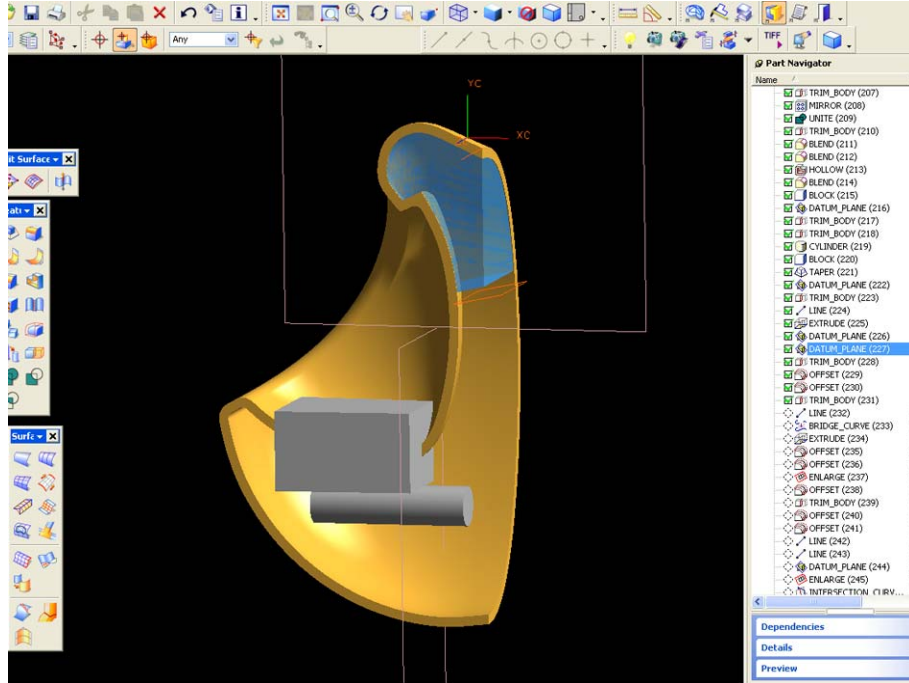 Any
TIFF
Part Navigator
Name
TRIM_BODY (207)
MIRROR (208)
UNITE (209)
TRIM_BODY (210)
BLEND (211)
BLEND (212)
HOLLOW (213)
BLEND (214)
BLOCK (215)
DATUM_PLANE (216)
TRIM_BODY (217)
TRIM_BODY (218)
CYLINDER (219)
BLOCK (220)
TAPER (221)
DATUM_PLANE (222)
TRIM_BODY (223)
LINE (224)
EXTRUDE (225)
DATUM_PLANE (226)
DATUM_PLANE (227)
TRIM_BODY (228)
OFFSET (229)
OFFSET (230)
TRIM_BODY (231)
LINE (232)
BRIDGE_CURVE (233)
EXTRUDE (234)
OFFSET (235)
OFFSET (236)
ENLARGE (237)
OFFSET (238)
TRIM_BODY (239)
OFFSET (240)
OFFSET (241)
LINE (242)
LINE (243)
DATUM_PLANE (244)
ENLARGE (245)
INTERSECTION_CURV...
Dependencies
Details
Preview
YC
XC
it Surface
Surfa